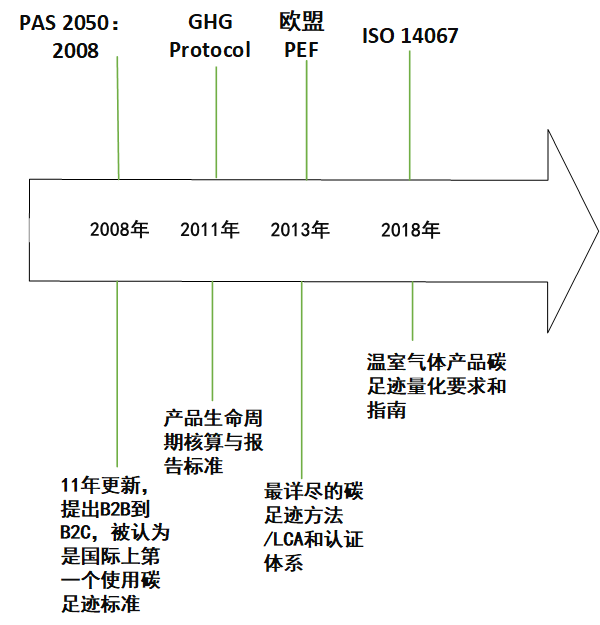 PAS 2050：
2008
GHG
Protocol
欧盟
PEF
ISO 14067
2008年
2011年
2013年
2018年
温室气体产品碳
足迹量化要求和
指南
产品生命周
期核算与报
告标准
11年更新，
提出B2B到
B2C，被认为
是国际上第
一个使用碳
足迹标准
最详尽的碳
足迹方法
/LCA和认证
体系